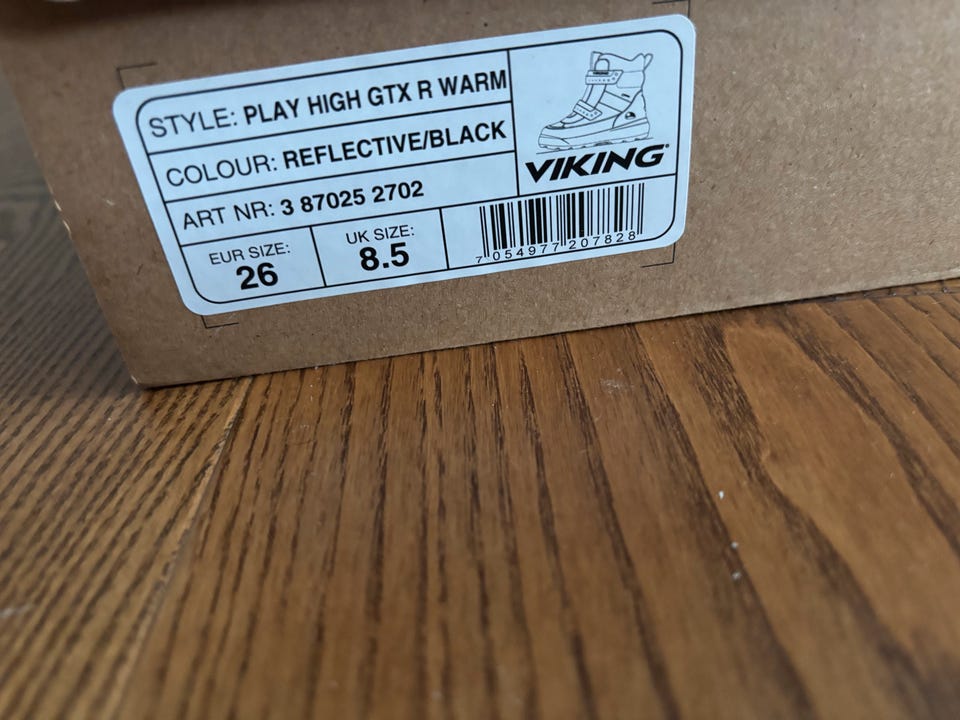 STYLE: PLAY HIGH GTX R WARM
COLOUR: REFLECTIVE/BLACK
ART NR: 3 87025 2702
EUR SIZE:
26
UK SIZE:
8.5
VIKING
VIKING®
7 054977 207828